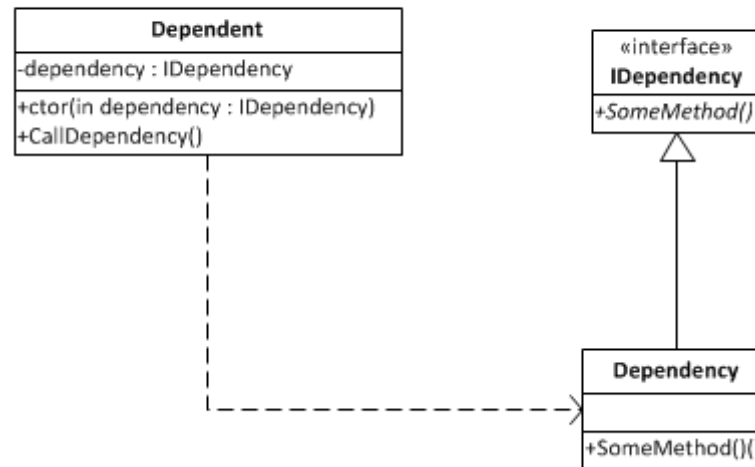 Dependent
-dependency : IDependency
+ctor(in dependency : IDependency)
+CallDependency()
«interface»
IDependency
+SomeMethod()
Dependency
+SomeMethod()(